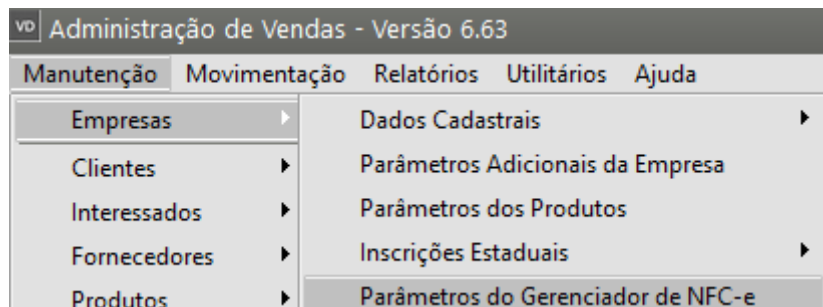 VD Administração de Vendas - Versão 6.63
Manutenção Movimentação Relatórios Utilitários Ajuda
Empresas Dados Cadastrais
Clientes Parâmetros Adicionais da Empresa
Interessados Parâmetros dos Produtos
Fornecedores Inscrições Estaduais
Produtos Parâmetros do Gerenciador de NFC-e